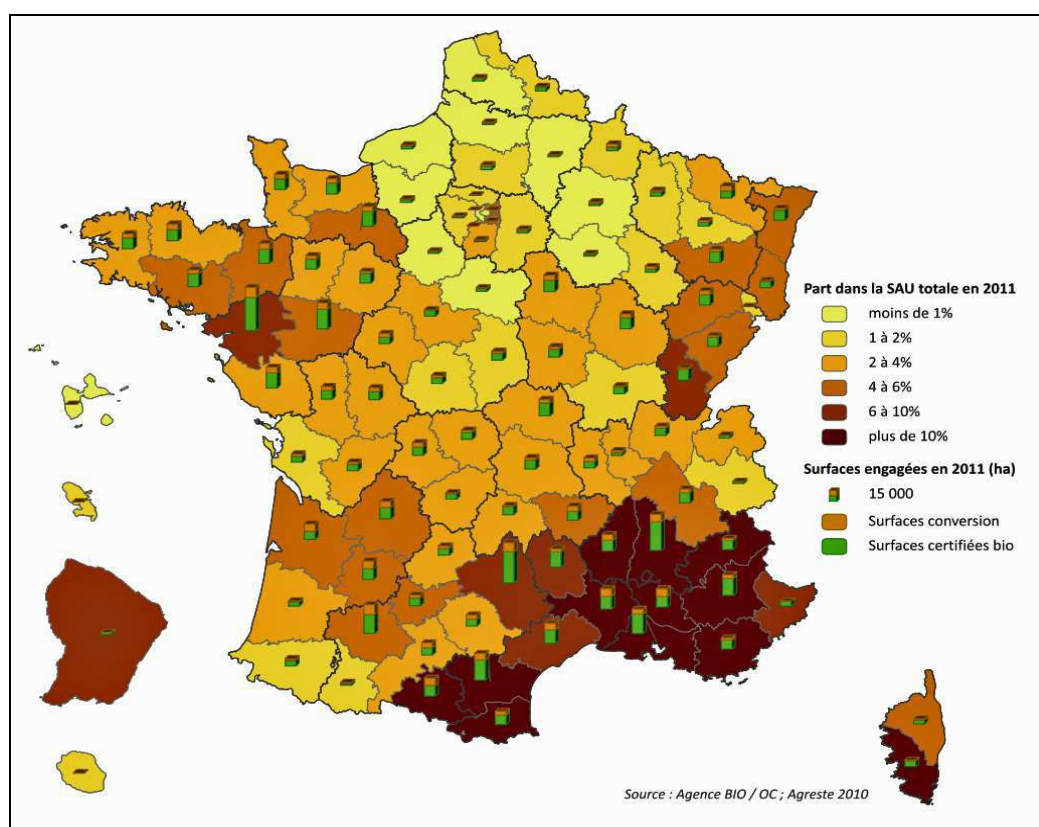 Part dans la SAU totale en 2011
moins de 1%
1 à 2%
2 à 4%
4 à 6%
6 à 10%
plus de 10%
Surfaces engagées en 2011 (ha)
15 000
Surfaces conversion
Surfaces certifiées bio
Source : Agence BIO / OC ; Agreste 2010